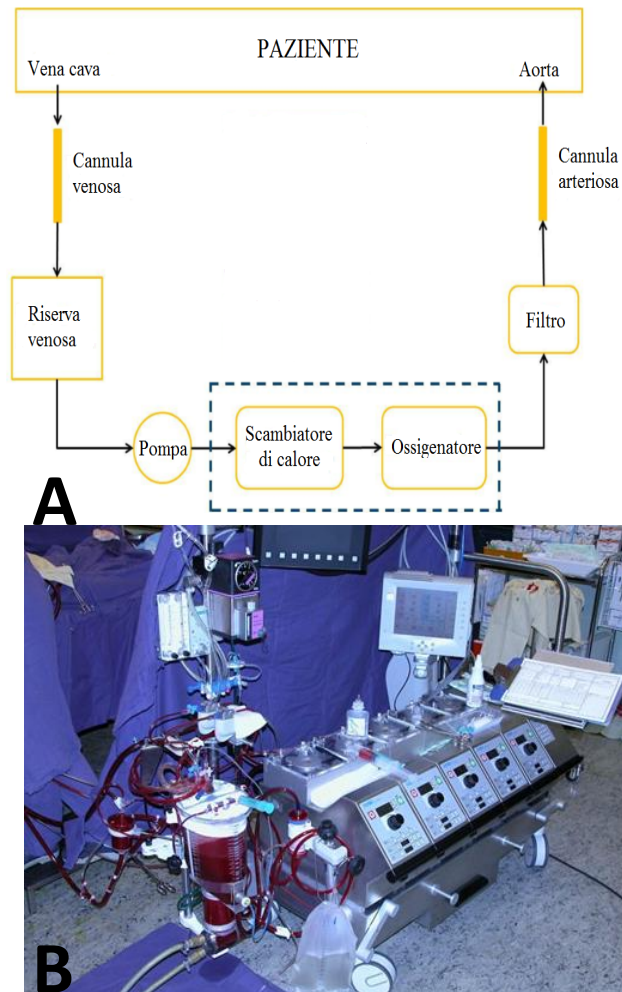 PAZIENTE
Vena cava
Aorta
Cannula
venosa
Cannula
arteriosa
Riserva
venosa
Filtro
Pompa
Scambiatore
di calore
Ossigenatore
A
B